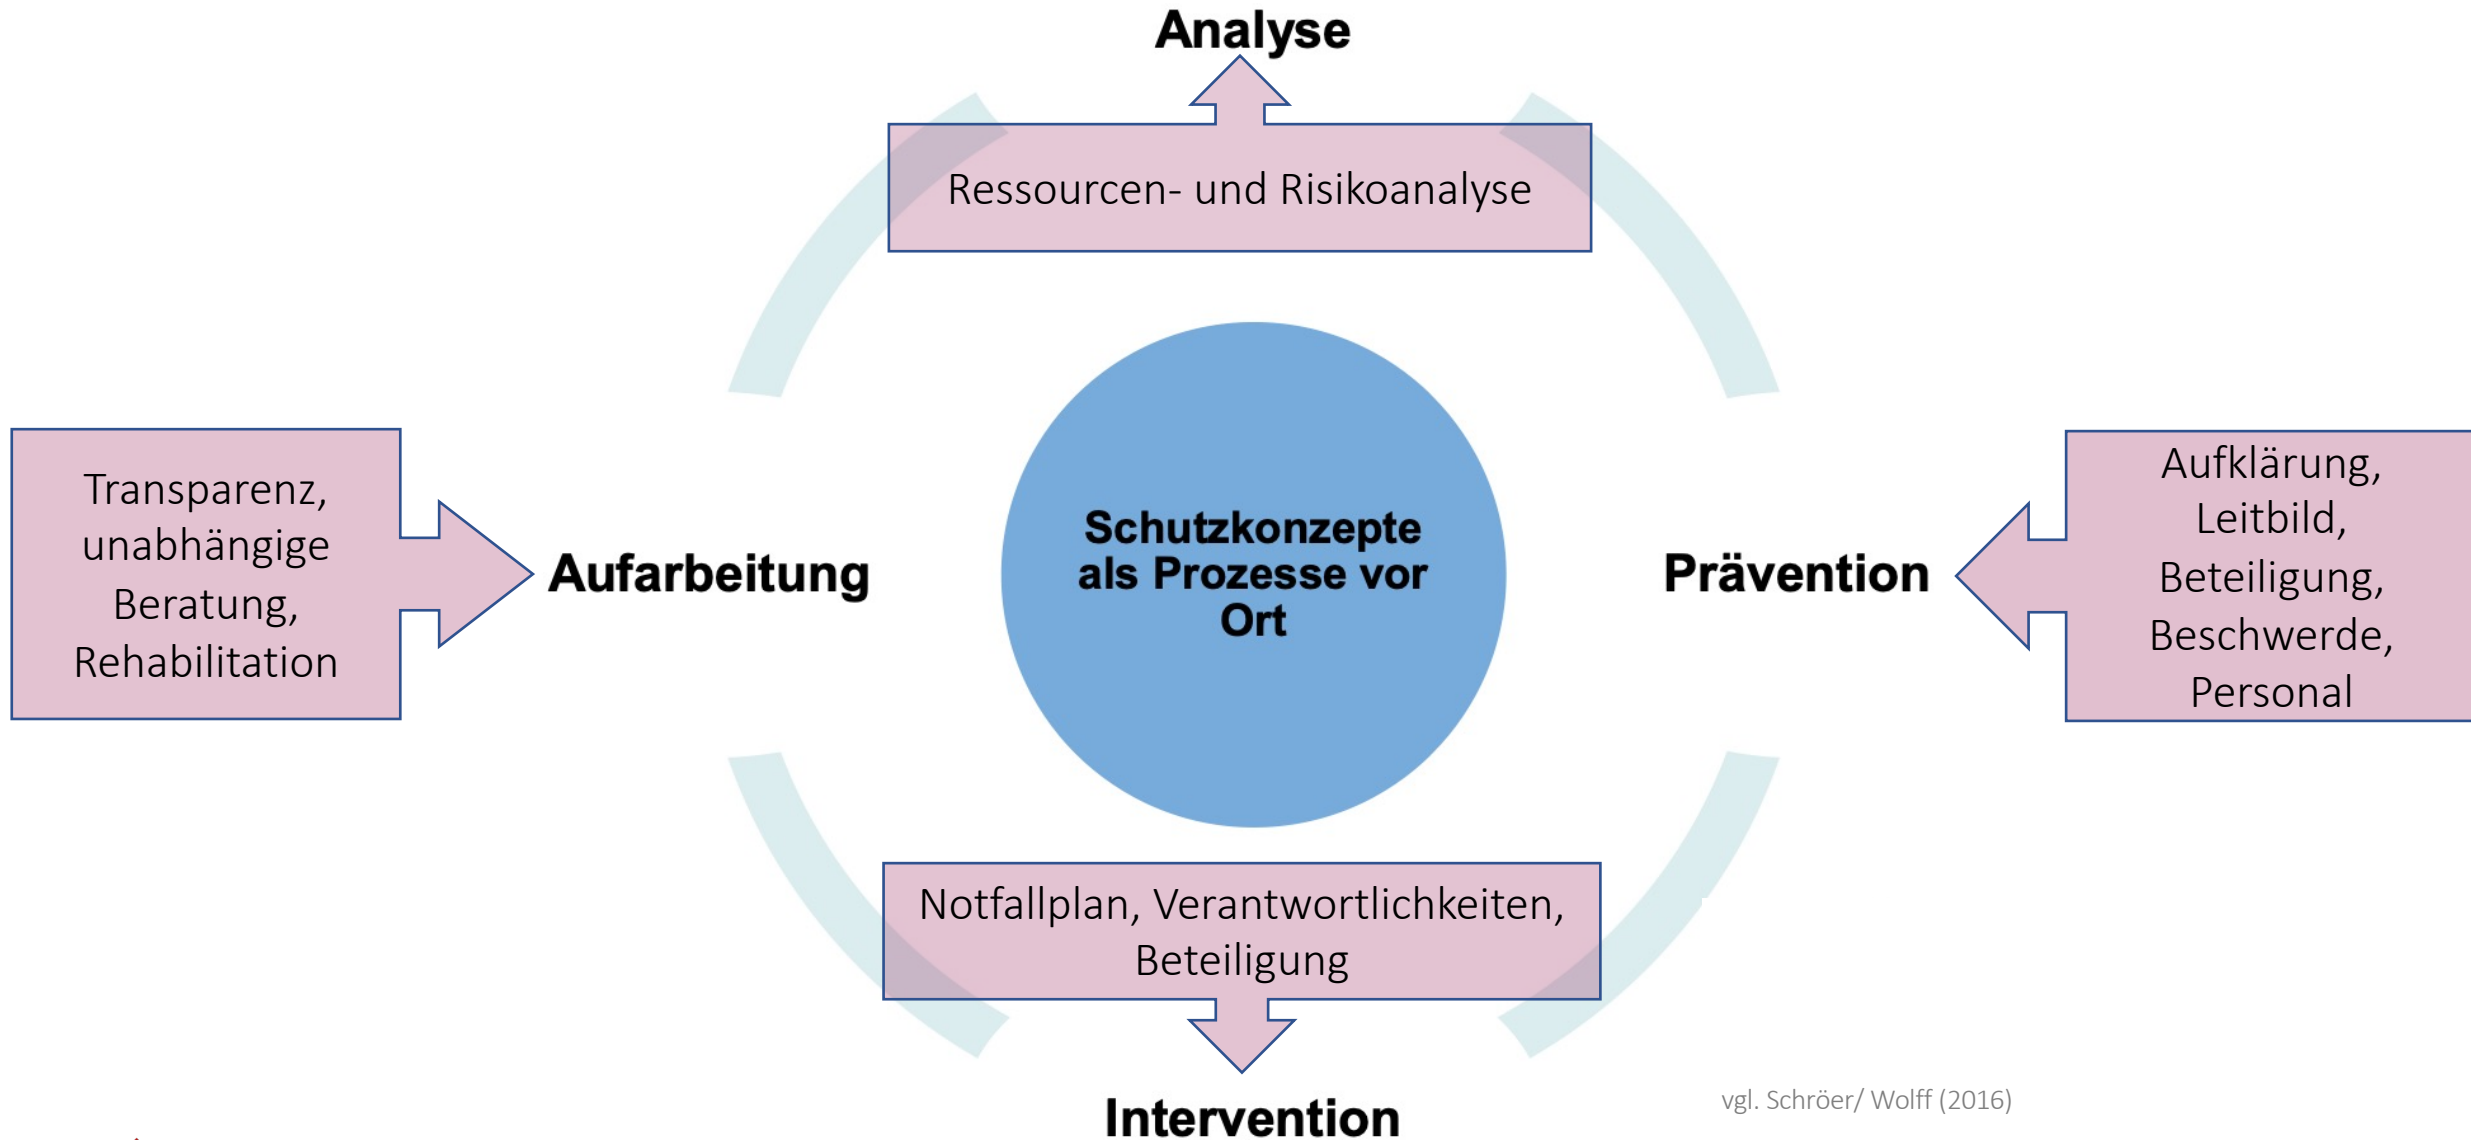 Analyse
Ressourcen- und Risikoanalyse
Transparenz,
unabhängige
Beratung,
Rehabilitation
Aufarbeitung
Schutzkonzepte
als Prozesse vor
Ort
Prävention
Aufklärung,
Leitbild,
Beteiligung,
Beschwerde,
Personal
Notfallplan, Verantwortlichkeiten,
Beteiligung
Intervention
vgl. Schröer/ Wolff (2016)